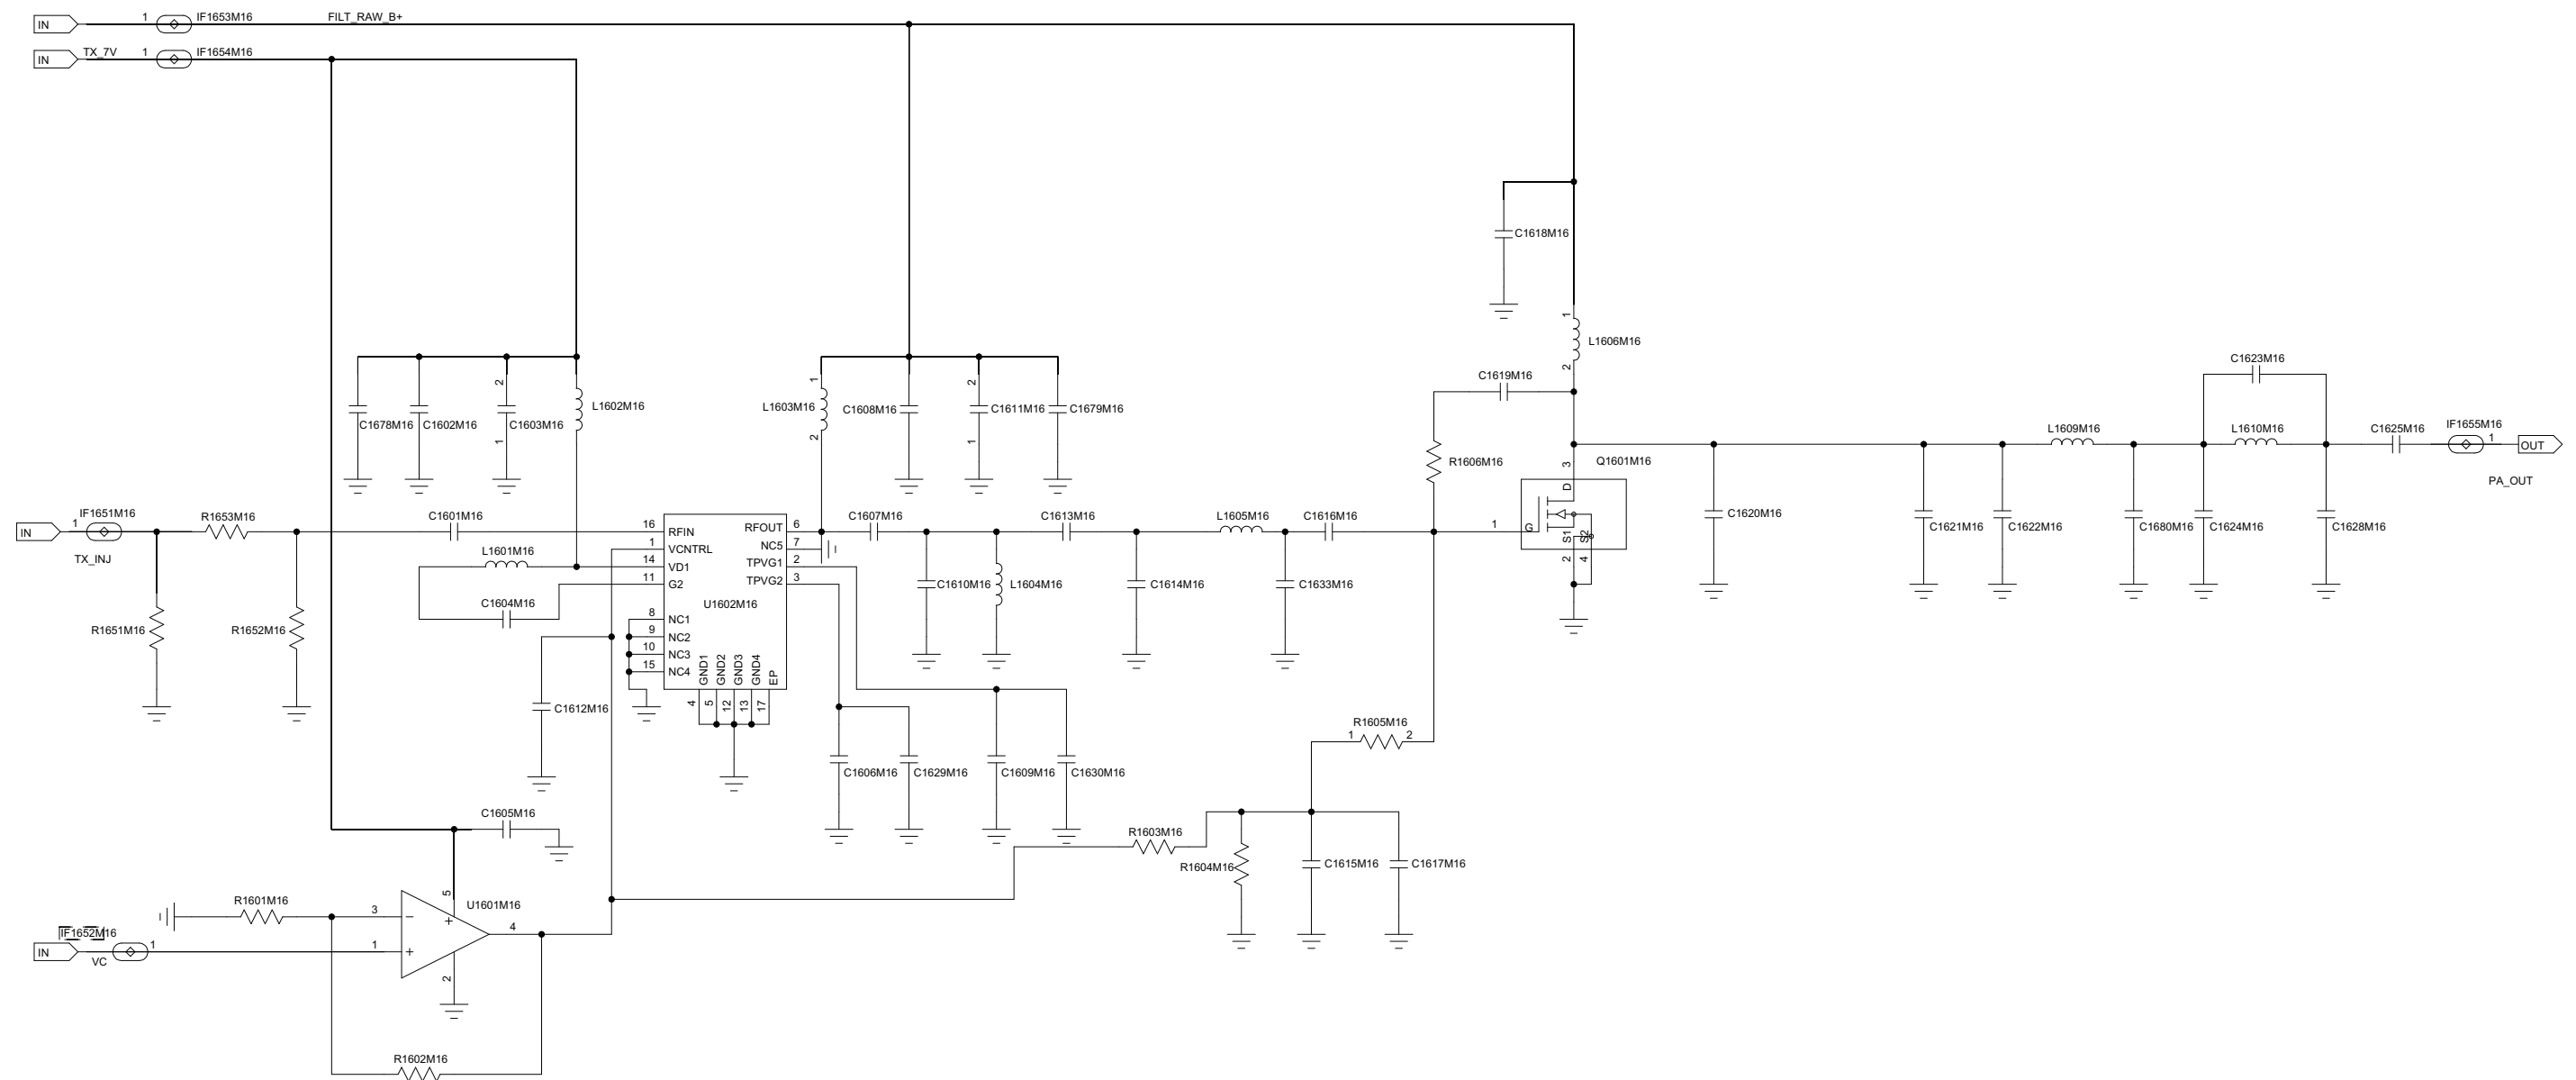 IN 1 IF1653M16 FILT_RAW_B+
IN TX_7V 1 IF1654M16
C1618M16
1
L1606M16
2
C1623M16
C1619M16
2 1 2
L1602M16 L1603M16 C1608M16 C1611M16 C1679M16
C1678M16 C1602M16 C1603M16
1 2 1
L1609M16 L1610M16 C1625M16 IF1655M16
1 OUT
R1606M16 3 Q1601M16
PA_OUT
D
IF1651M16 R1653M16 C1601M16 C1607M16 C1613M16 L1605M16 C1616M16
IN 1 16 RFIN RFOUT 6 1 G
C1620M16 C1621M16 C1622M16 C1680M16 C1624M16 C1628M16
S1 S2
1 VCNTRL NC5 7
TX_INJ L1601M16 14 VD1 TPVG1 2 2 4
11 G2 TPVG2 3 C1610M16 L1604M16 C1614M16 C1633M16
C1604M16 U1602M16
8 NC1
R1651M16 R1652M16 9 NC2
10 NC3
15 NC4 GND1 GND2 GND3 GND4 EP
4 5 12 13 17
C1612M16
R1605M16
1 2
C1606M16 C1629M16 C1609M16 C1630M16
C1605M16
R1603M16
R1604M16 C1615M16 C1617M16
5
R1601M16 U1601M16
3 − +
4
IF1652M16
IN 1 1 +
VC
2
R1602M16